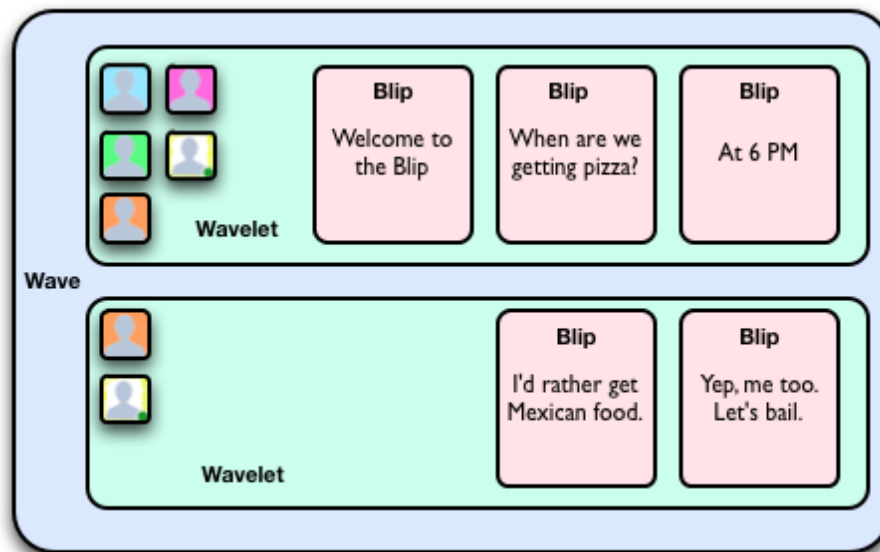 Blip
Welcome to
the Blip
Blip
When are we
getting pizza?
Blip
At 6 PM
Wavelet
Wave
Blip
I'd rather get
Mexican food.
Blip
Yep, me too.
Let's bail.
Wavelet